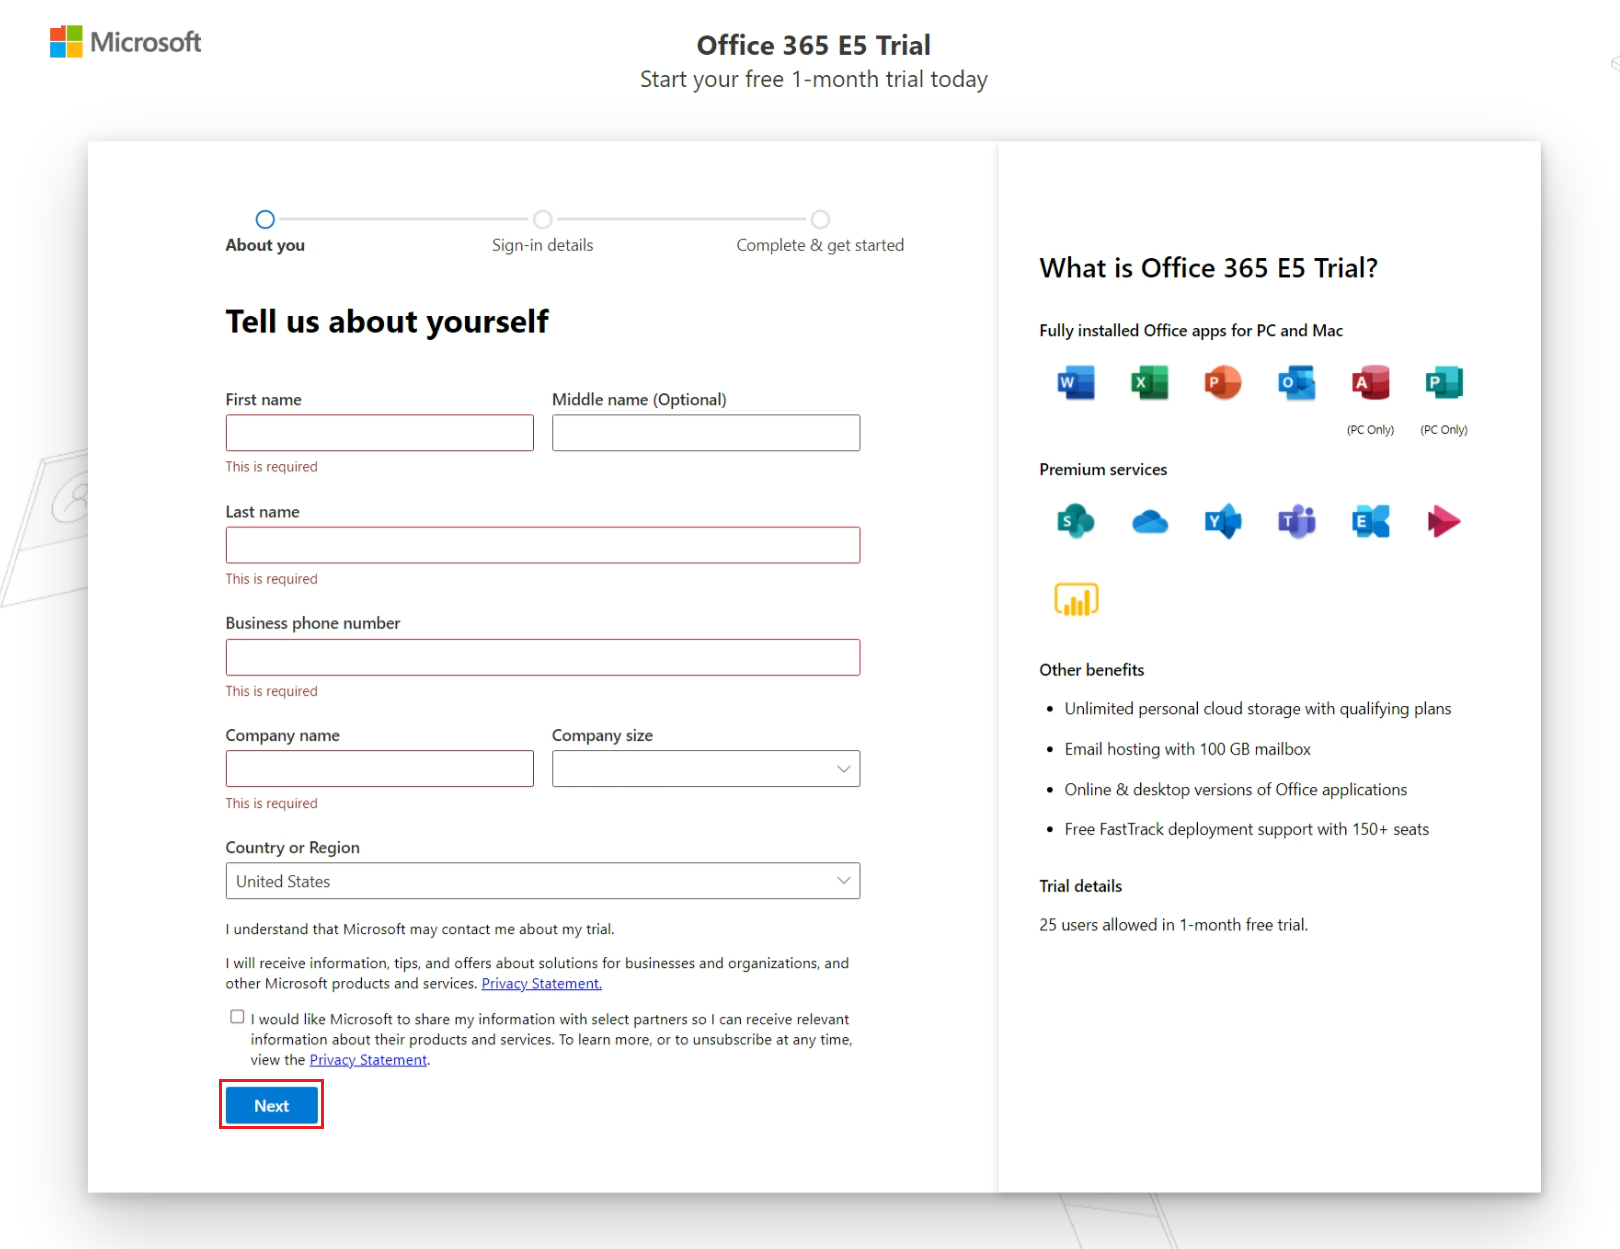 Microsoft
Office 365 E5 Trial
Start your free 1-month trial today
About you
Sign-in details
Complete & get started
Tell us about yourself
First name
Middle name (Optional)
This is required
Last name
This is required
Business phone number
This is required
Company name
Company size
This is required
Country or Region
United States
I understand that Microsoft may contact me about my trial.
I will receive information, tips, and offers about solutions for businesses and organizations, and
other Microsoft products and services. Privacy Statement.
I would like Microsoft to share my information with select partners so I can receive relevant
information about their products and services. To learn more, or to unsubscribe at any time,
view the Privacy Statement.
Next
What is Office 365 E5 Trial?
Fully installed Office apps for PC and Mac
W X P O A P
(PC Only) (PC Only)
Premium services
S Y T E
Other benefits
• Unlimited personal cloud storage with qualifying plans
• Email hosting with 100 GB mailbox
• Online & desktop versions of Office applications
• Free FastTrack deployment support with 150+ seats
Trial details
25 users allowed in 1-month free trial.